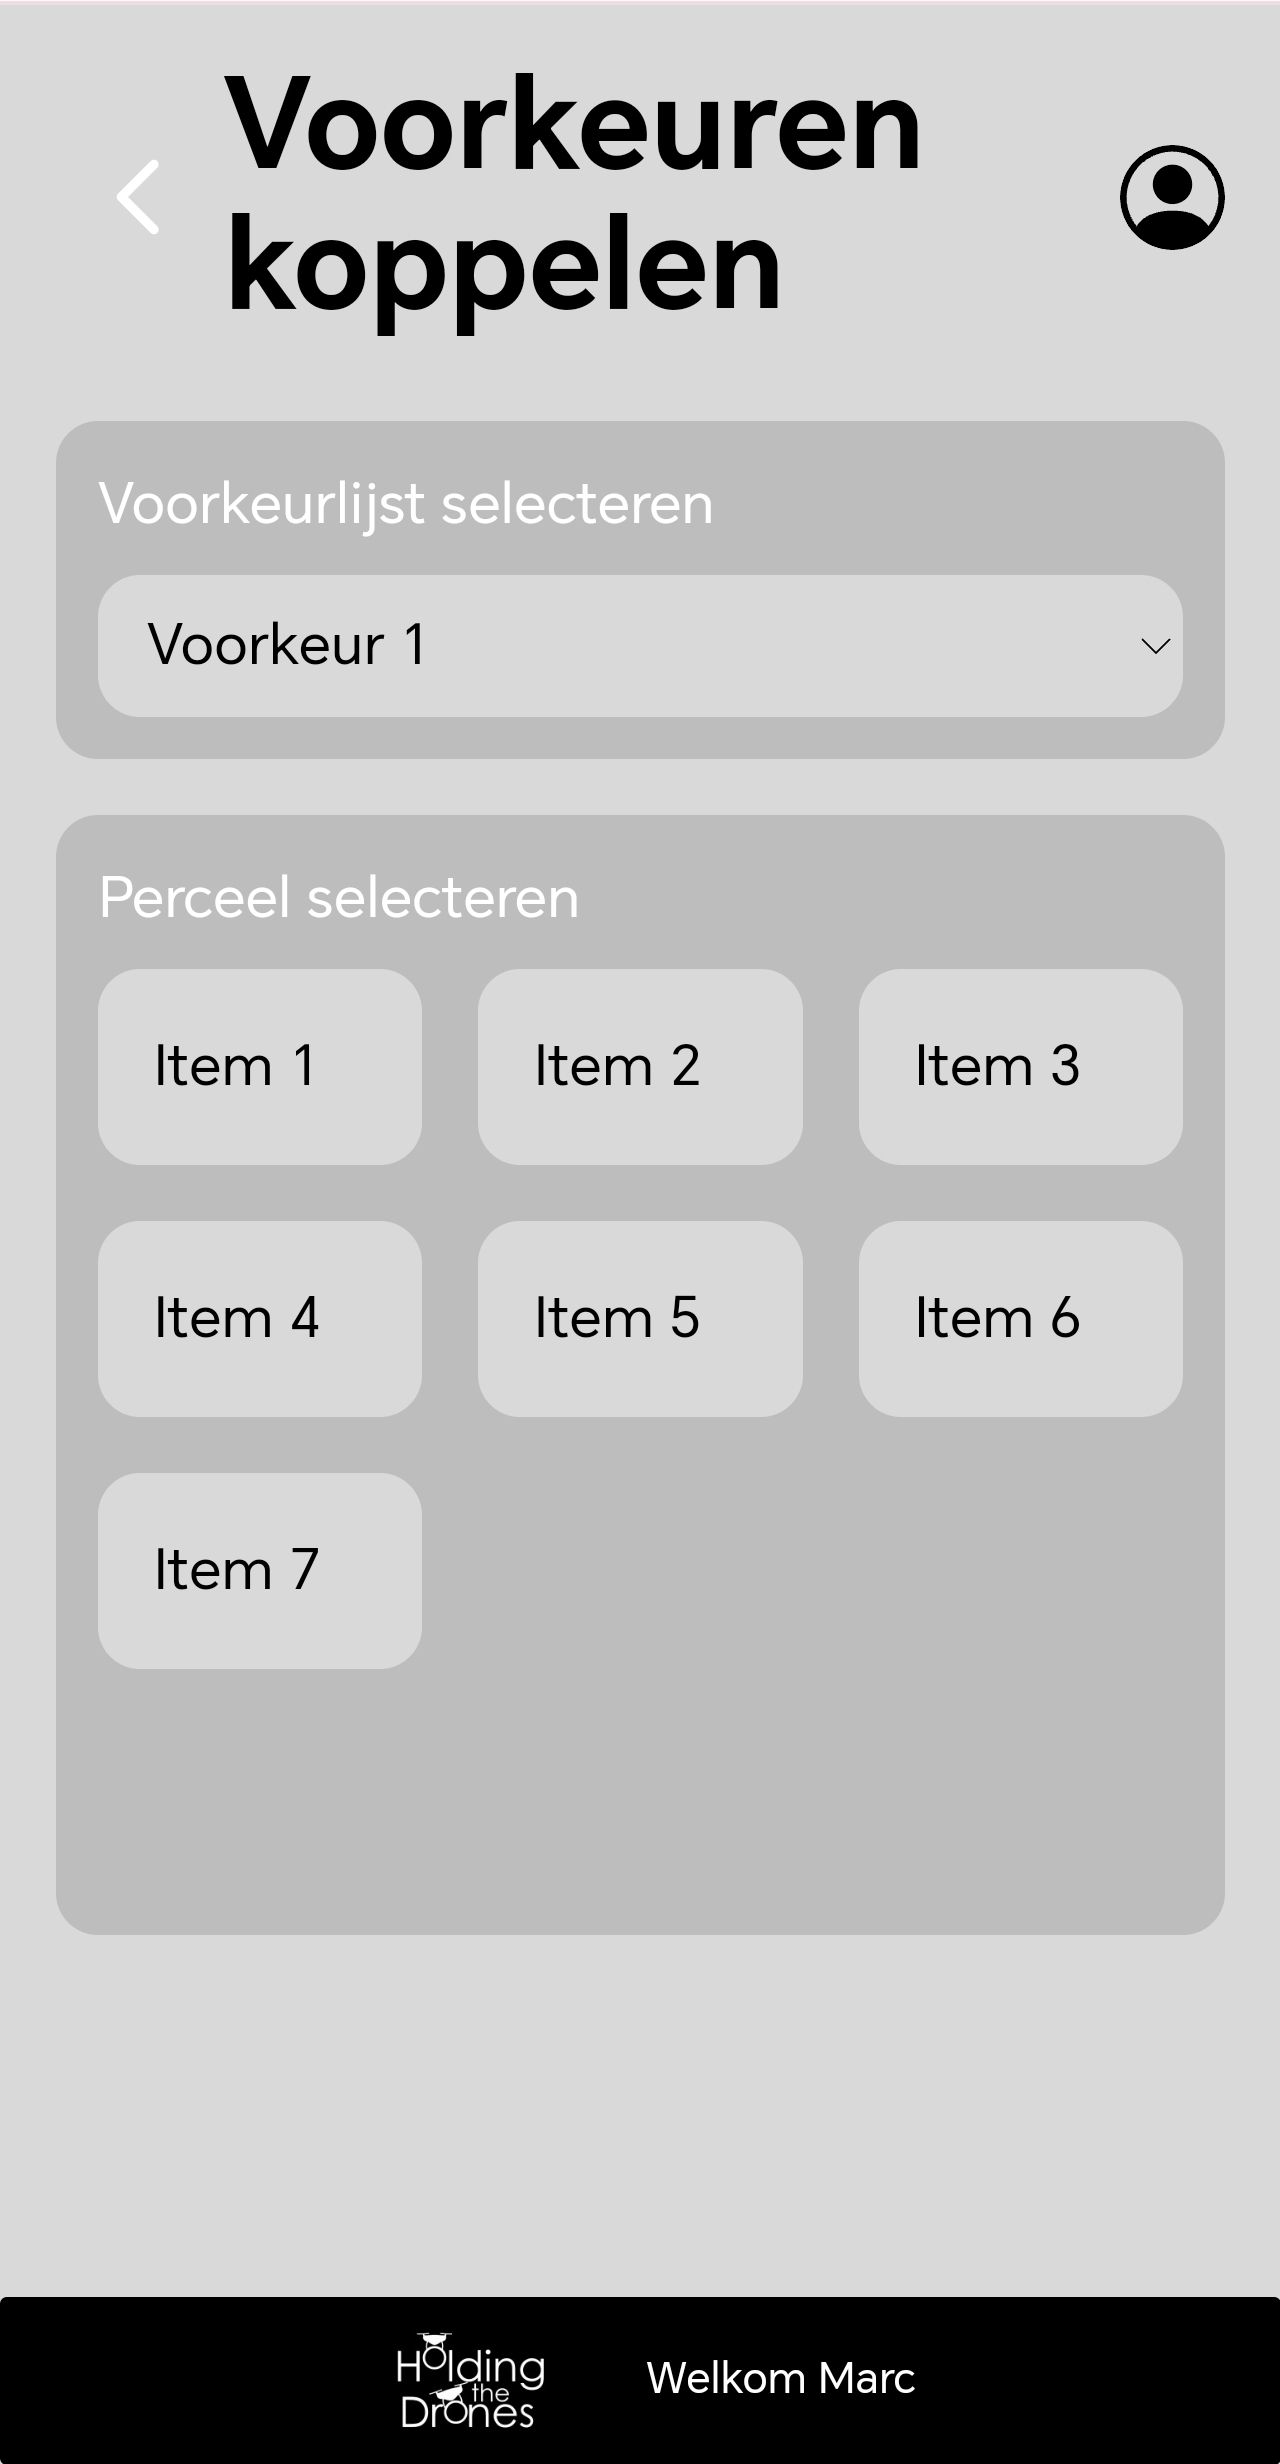 Voorkeuren
koppelen
Voorkeurlijst selecteren
Voorkeur 1
Perceel selecteren
Item 1
Item 2
Item 3
Item 4
Item 5
Item 6
Item 7
Holding
the
Drones
Welkom Marc